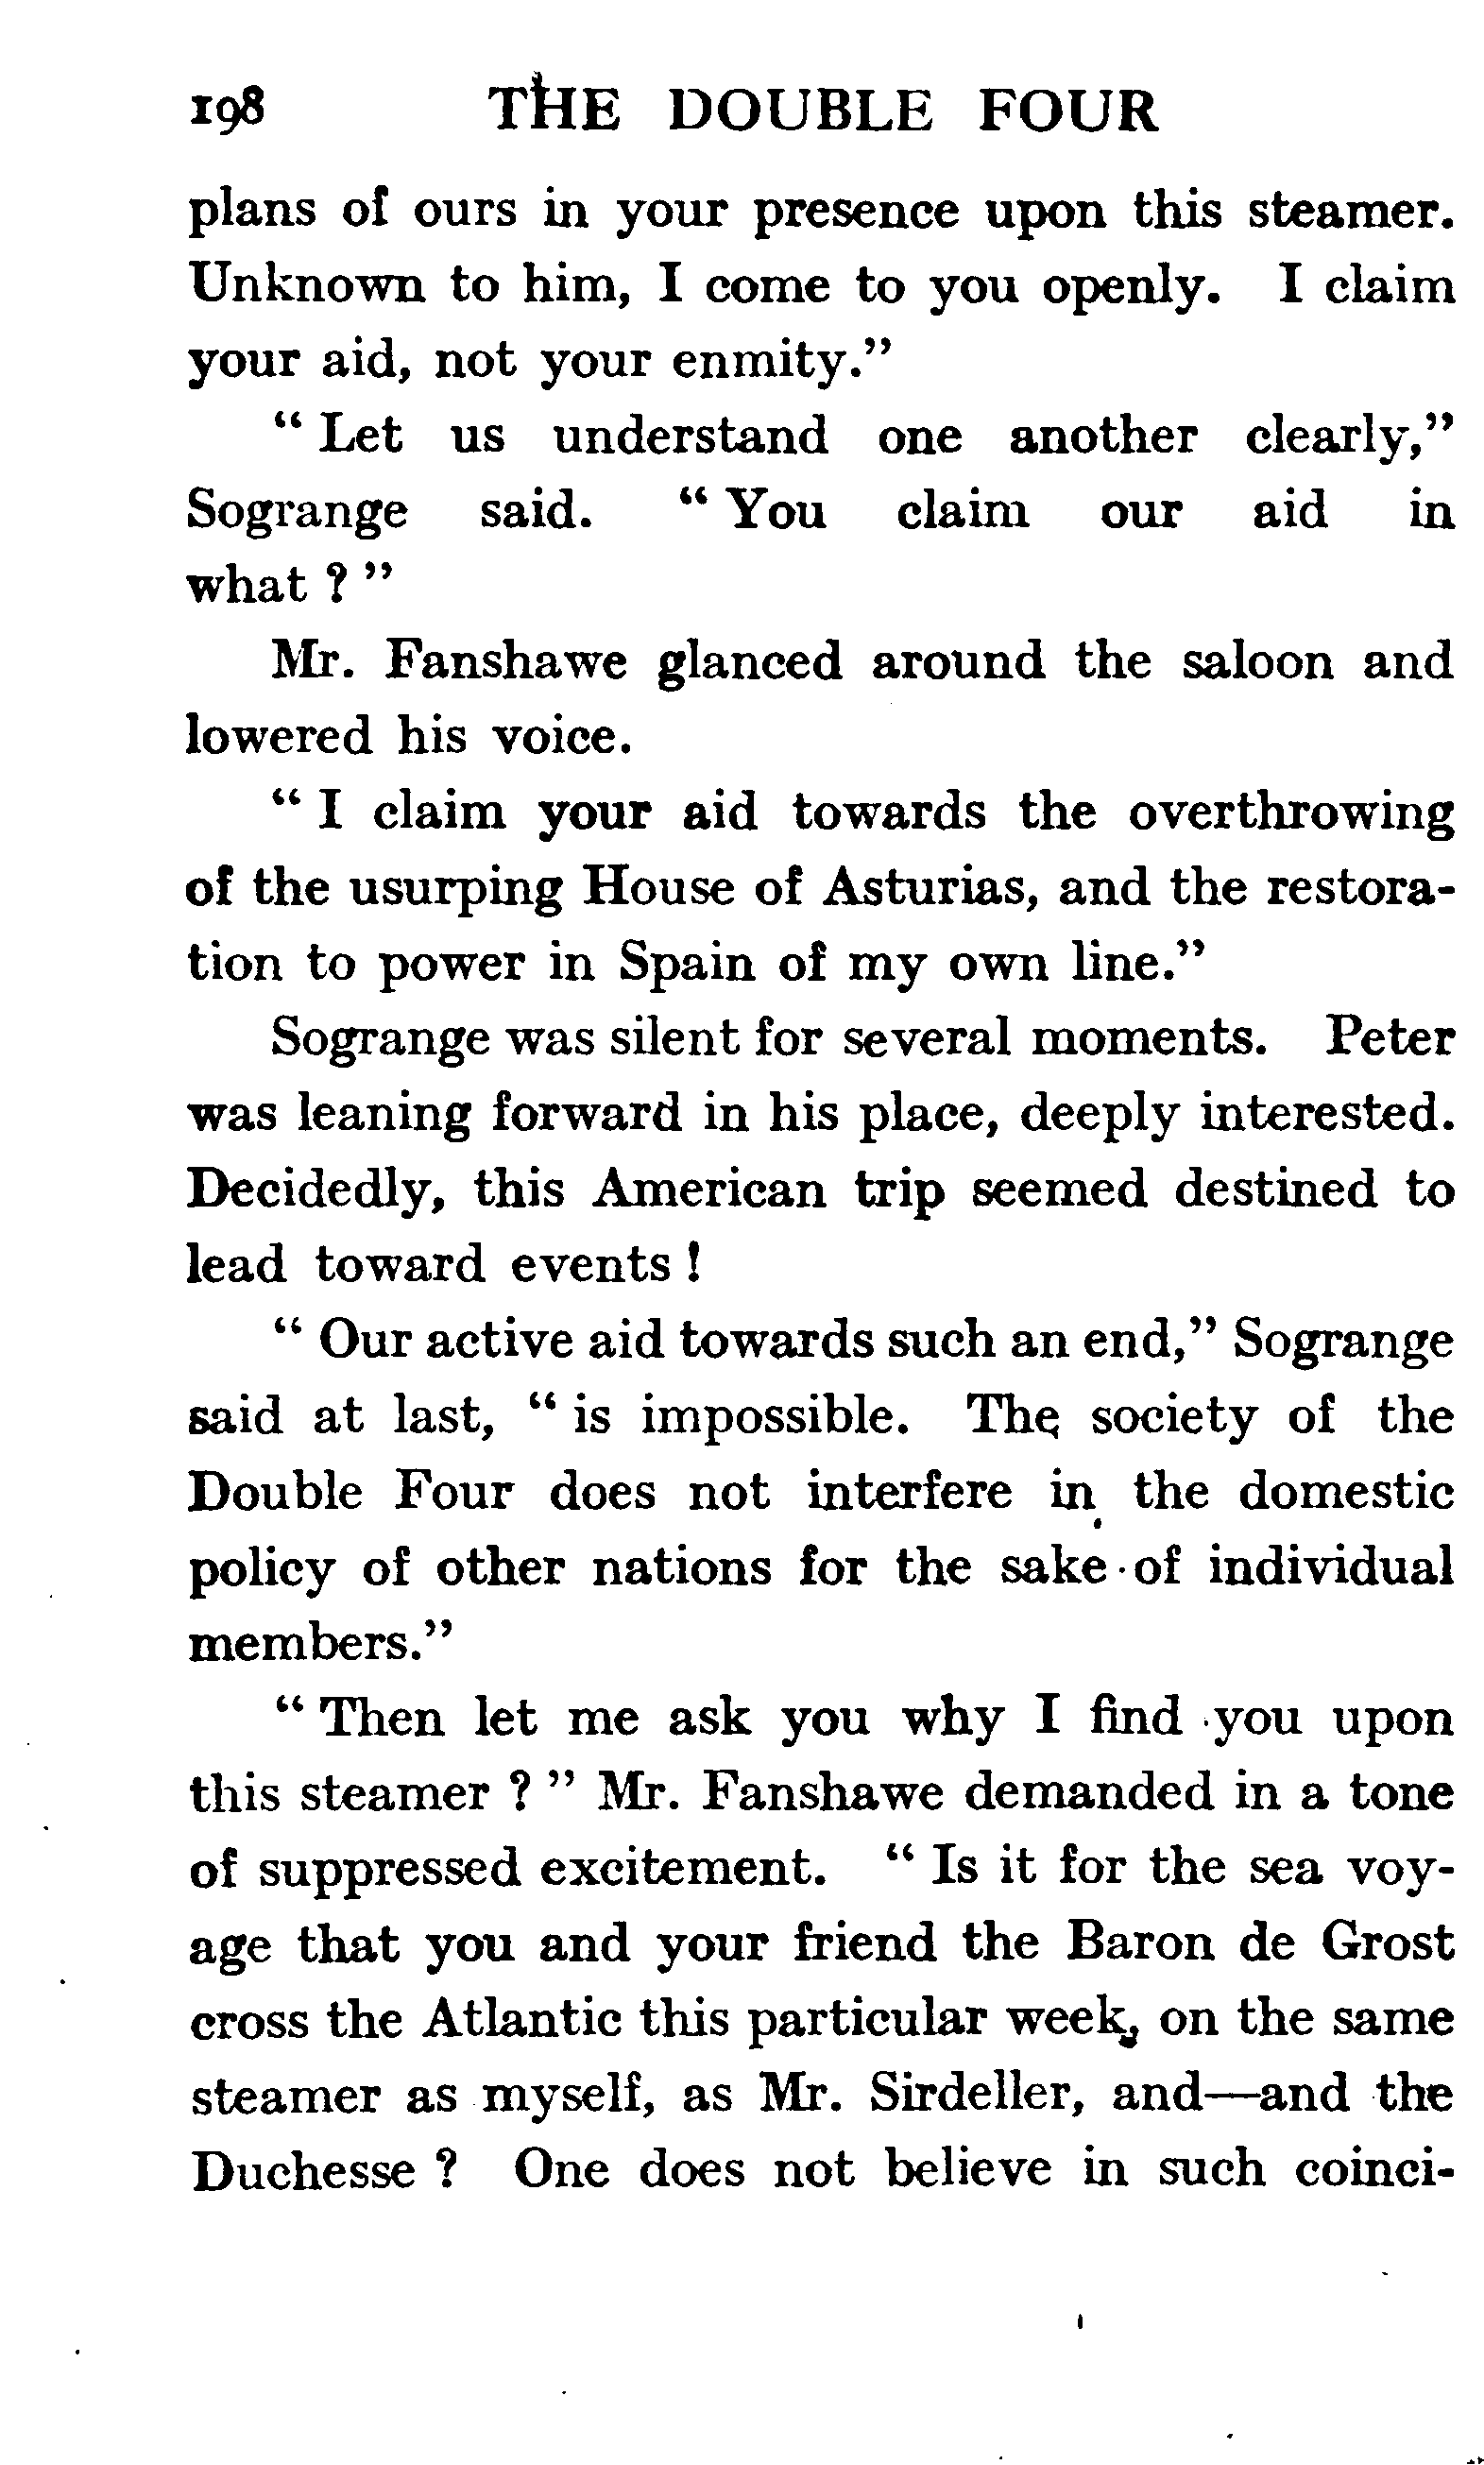 198 THE DOUBLE FOUR
plans of ours in your presence upon this steamer.
Unknown to him, I come to you openly. I claim
your aid, not your enmity."
" Let us understand one another clearly,"
Sogrange said. " You claim our aid in
what ? "
Mr. Fanshawe glanced around the saloon and
lowered his voice.
" I claim your aid towards the overthrowing
of the usurping House of Asturias, and the restora-
tion to power in Spain of my own line."
Sogrange was silent for several moments. Peter
was leaning forward in his place, deeply interested.
Decidedly, this American trip seemed destined to
lead toward events !
" Our active aid towards such an end," Sogrange
said at last, " is impossible. The society of the
Double Four does not interfere in the domestic
policy of other nations for the sake of individual
members."
" Then let me ask you why I find you upon
this steamer ? " Mr. Fanshawe demanded in a tone
of suppressed excitement. " Is it for the sea voy-
age that you and your friend the Baron de Grost
cross the Atlantic this particular week, on the same
steamer as myself, as Mr. Sirdeller, and—and the
Duchesse ? One does not believe in such coinci-